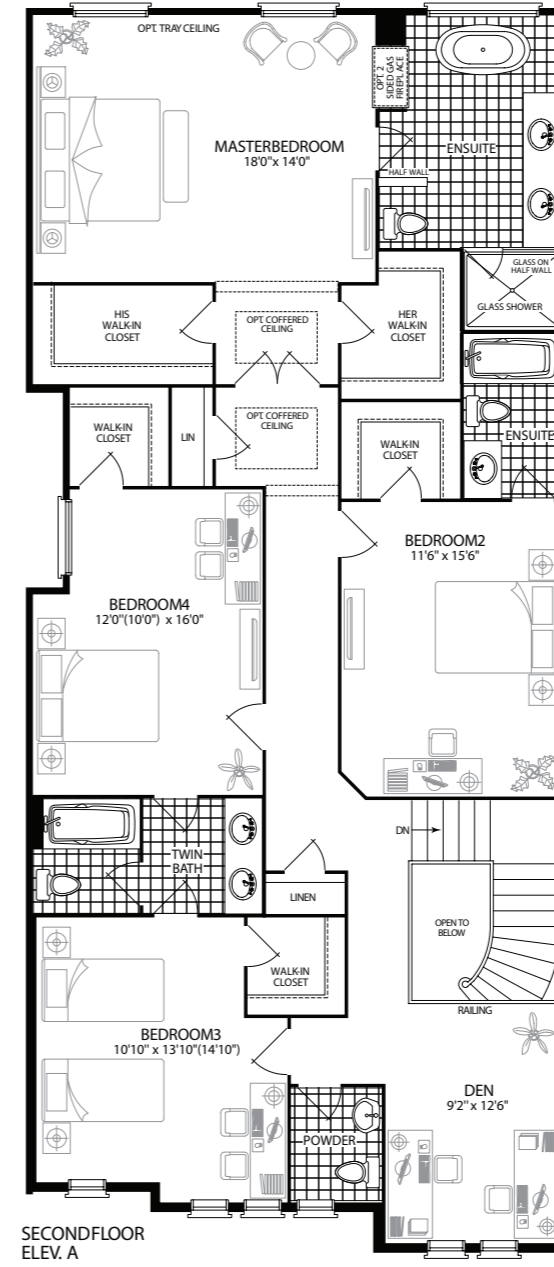 OPT. TRAY CEILING
OPT. 2
SIDED GAS
FIREPLACE
MASTERBEDROOM
18'0"x 14'0"
ENSUITE
HALF WALL
GLASS ON
HALF WALL
GLASS SHOWER
HIS
WALK-IN
CLOSET
OPT. COFFERED
CEILING
HER
WALK-IN
CLOSET
WALK-IN
CLOSET
LIN
OPT. COFFERED
CEILING
WALK-IN
CLOSET
ENSUITE
BEDROOM2
11'6" x 15'6"
BEDROOM4
12'0"(10'0") x 16'0"
TWIN
BATH
DN
LINEN
OPEN TO
BELOW
WALK-IN
CLOSET
RAILING
BEDROOM3
10'10" x 13'10"(14'10")
DEN
9'2" x 12'6"
POWDER
SECONDFLOOR
ELEV. A